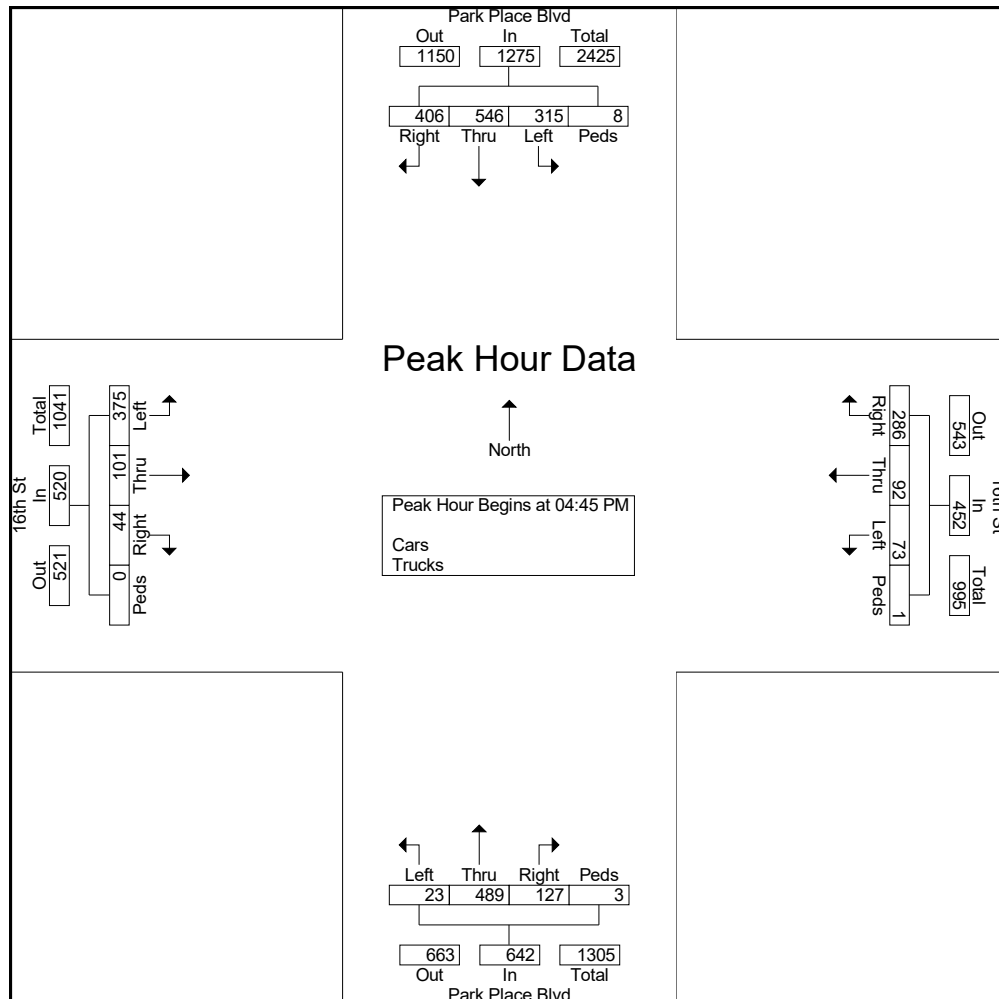 Park Place Blvd
Out In Total
1150 1275 2425
406 546 315 8
Right Thru Left Peds
Peak Hour Data
North
Peak Hour Begins at 04:45 PM
Cars
Trucks
16th St
Total In Out
1041 520 521
375 101 44 0
Left Thru Right Peds
Right Thru Left Peds
286 92 73 1
Out In Total
543 452 995
16th St
Left Thru Right Peds
23 489 127 3
663 642 1305
Out In Total
Park Place Blvd